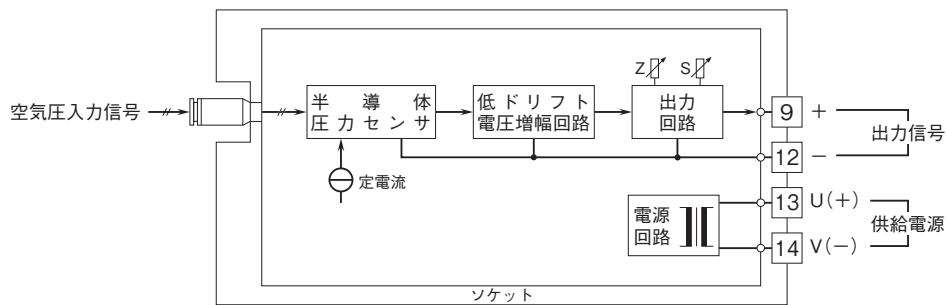 Z
S
空気圧入力信号
半導体
圧力センサ
低ドリフト
電圧増幅回路
出力
回路
9
+
出力信号
12
−
定電流
電源
回路
13
U(+)
供給電源
14
V(−)
ソケット